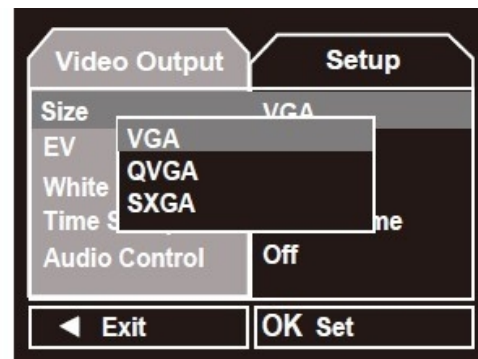 Video Output Setup
Size VGA
EV VGA
QVGA
White
SXGA
Time me
Audio Control Off
◀ Exit OK Set